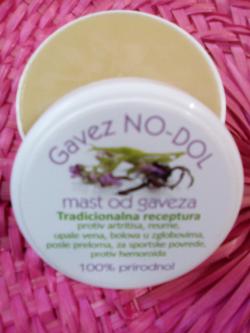 Gavez NO-DOL
mast od gaveza
Tradicionalna receptura
protiv artritisa, reume,
upale vena, bolova u zglobovima,
posle preloma, za sportske povrede,
protiv hemoroida
100% prirodno!